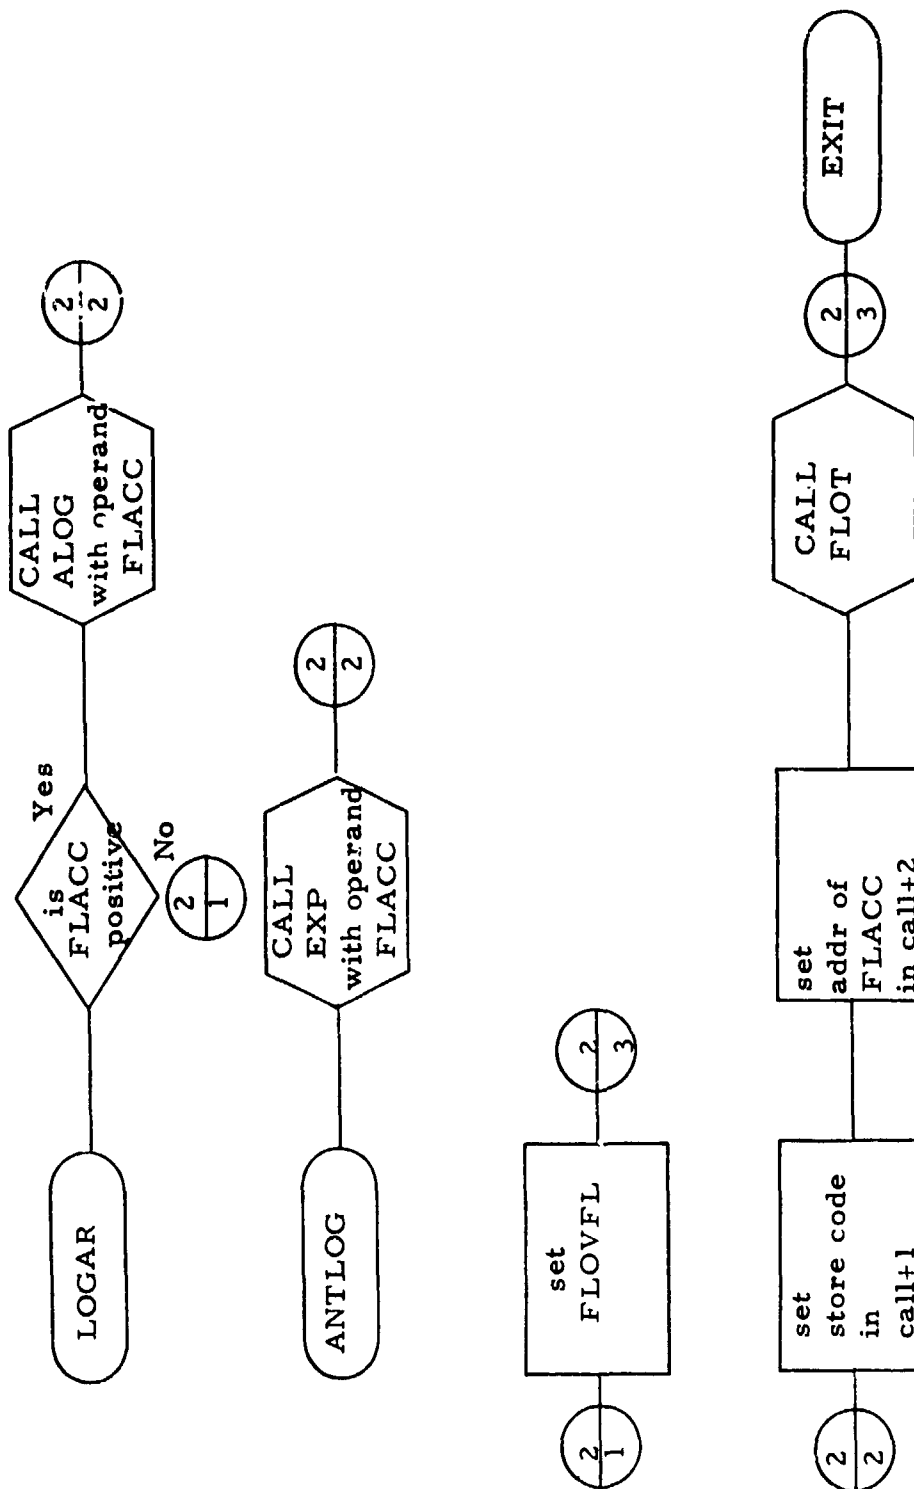 LOGAR
is
FLACC
positive
Yes
No
2
1
CALL
ALOG
with operand
FLACC
2
2
ANTLOG
CALL
EXP
with operand
FLACC
2
2
2
1
set
FLOVFL
2
3
2
2
set
store code
in
call+1
set
addr of
FLACC
in call+2
CALL
FLOT
2
3
EXIT